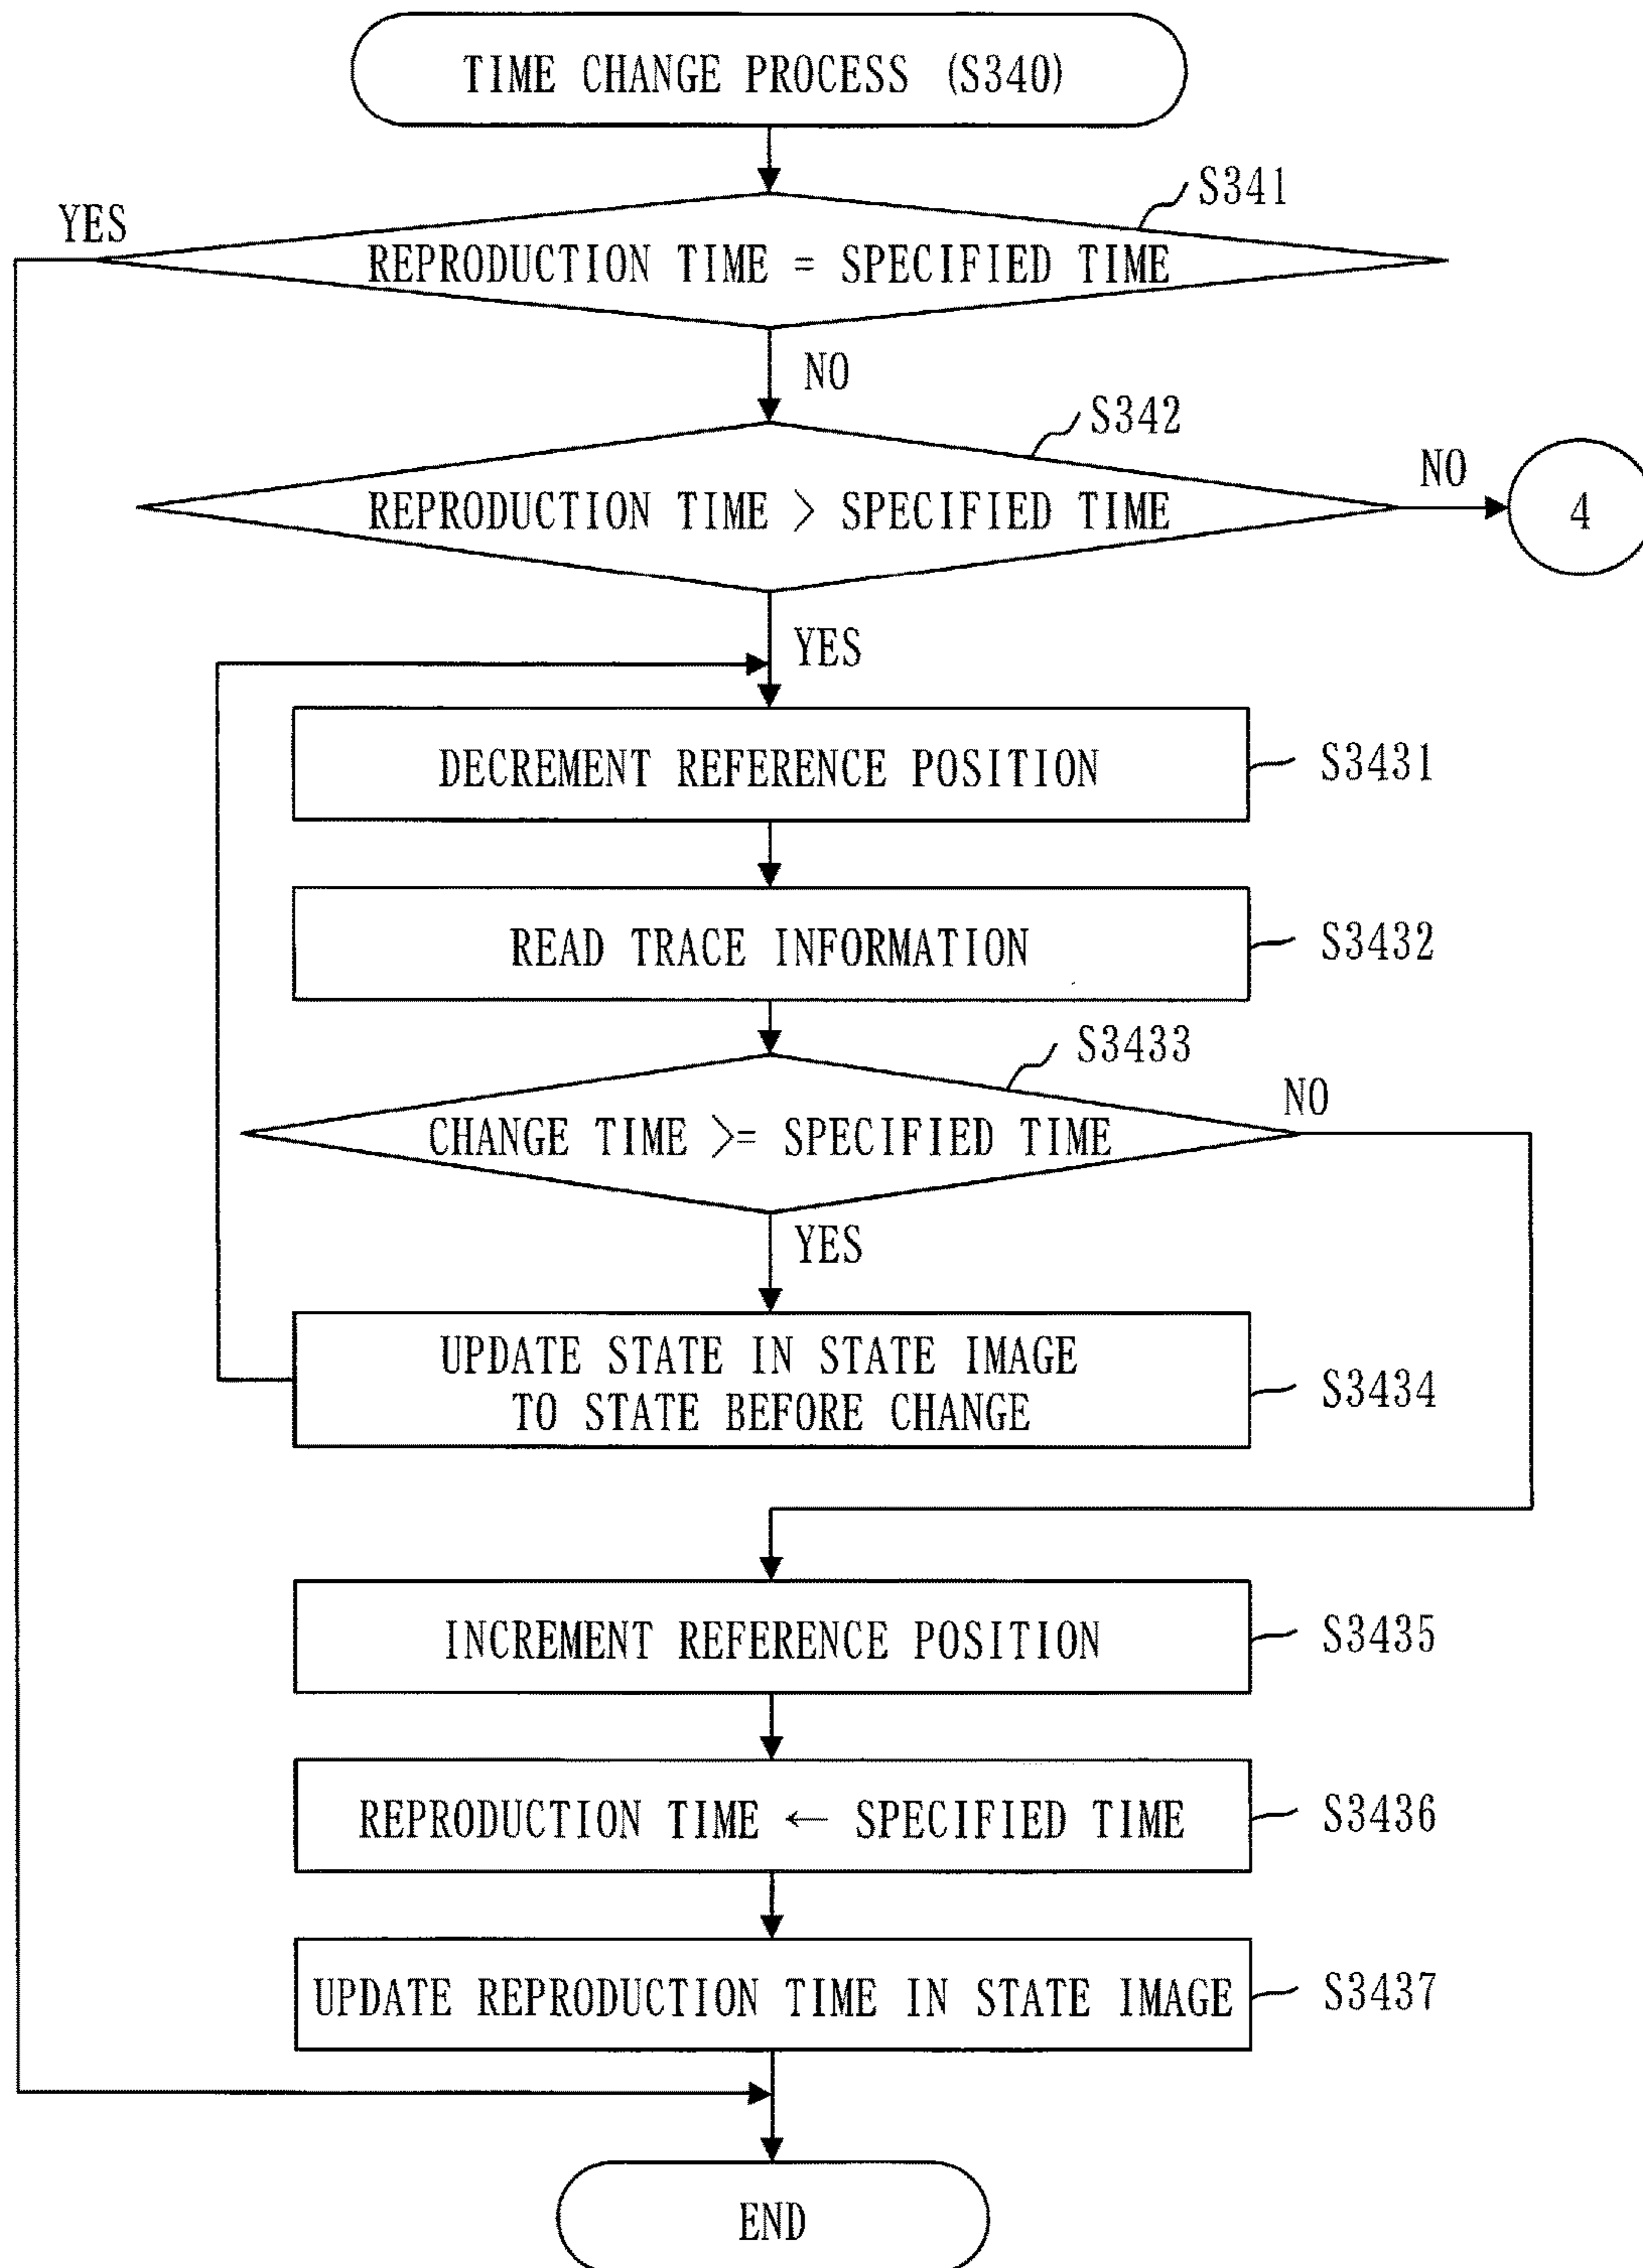 TIME CHANGE PROCESS (S340)
S341
YES
REPRODUCTION TIME = SPECIFIED TIME
NO
S342
NO
REPRODUCTION TIME > SPECIFIED TIME
4
YES
DECREMENT REFERENCE POSITION
S3431
READ TRACE INFORMATION
S3432
S3433
NO
CHANGE TIME >= SPECIFIED TIME
YES
UPDATE STATE IN STATE IMAGE
TO STATE BEFORE CHANGE
S3434
INCREMENT REFERENCE POSITION
S3435
REPRODUCTION TIME ← SPECIFIED TIME
S3436
UPDATE REPRODUCTION TIME IN STATE IMAGE
S3437
END